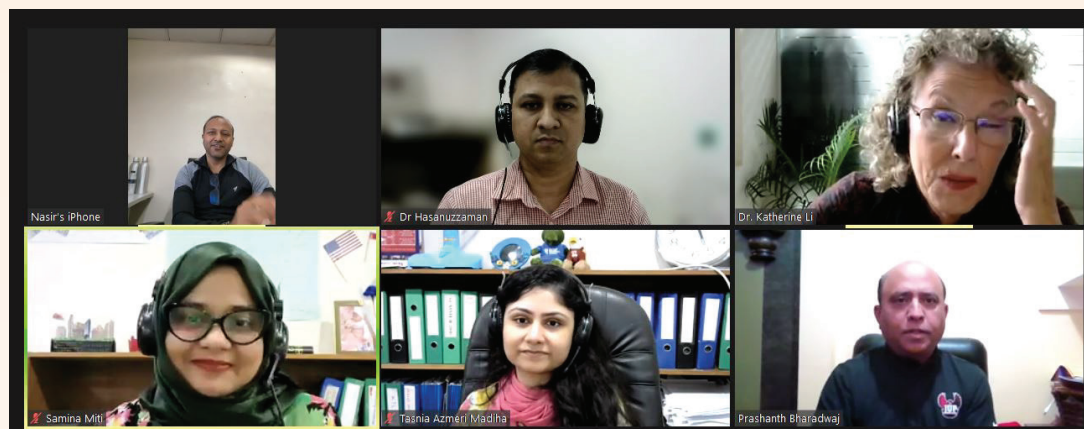 Nasir's iPhone
Dr Hasanuzzaman
Dr. Katherine Li
Samina Miti
Tasnia Azmeri Madiha
Prashanth Bharadwaj